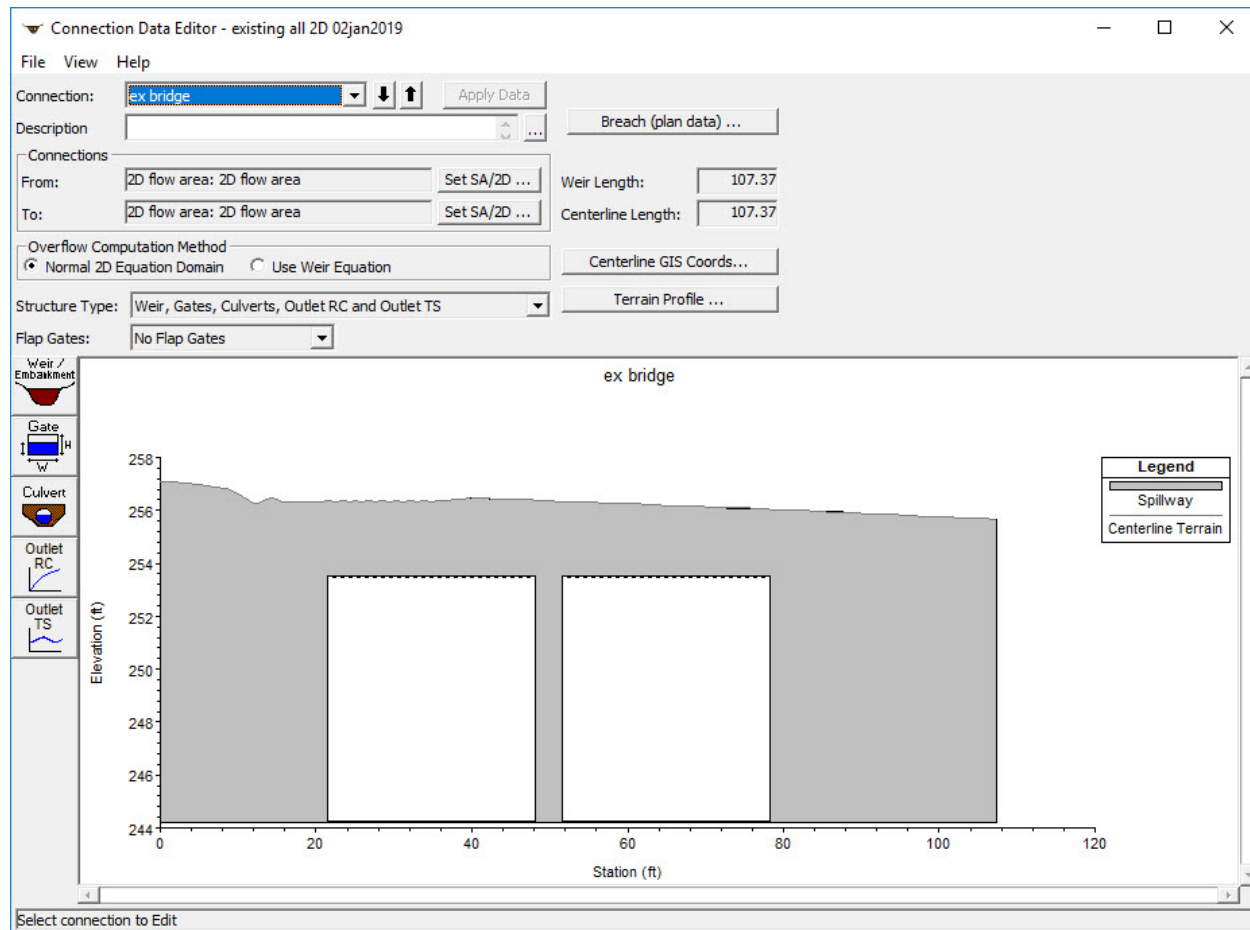 Connection Data Editor - existing all 2D 02jan2019
File View Help
Connection: ex bridge Apply Data
Description ... Breach (plan data) ...
Connections
From: 2D flow area: 2D flow area Set SA/2D ... Weir Length: 107.37
To: 2D flow area: 2D flow area Set SA/2D ... Centerline Length: 107.37
Overflow Computation Method
Normal 2D Equation Domain Use Weir Equation Centerline GIS Coords...
Structure Type: Weir, Gates, Culverts, Outlet RC and Outlet TS Terrain Profile ...
Flap Gates: No Flap Gates
Weir /
Embankment
Gate
H
W
Culvert
Outlet
RC
Outlet
TS
ex bridge
Legend
Spillway
Centerline Terrain
Elevation (ft)
258
256
254
252
250
248
246
244
0 20 40 60 80 100 120
Station (ft)
Select connection to Edit